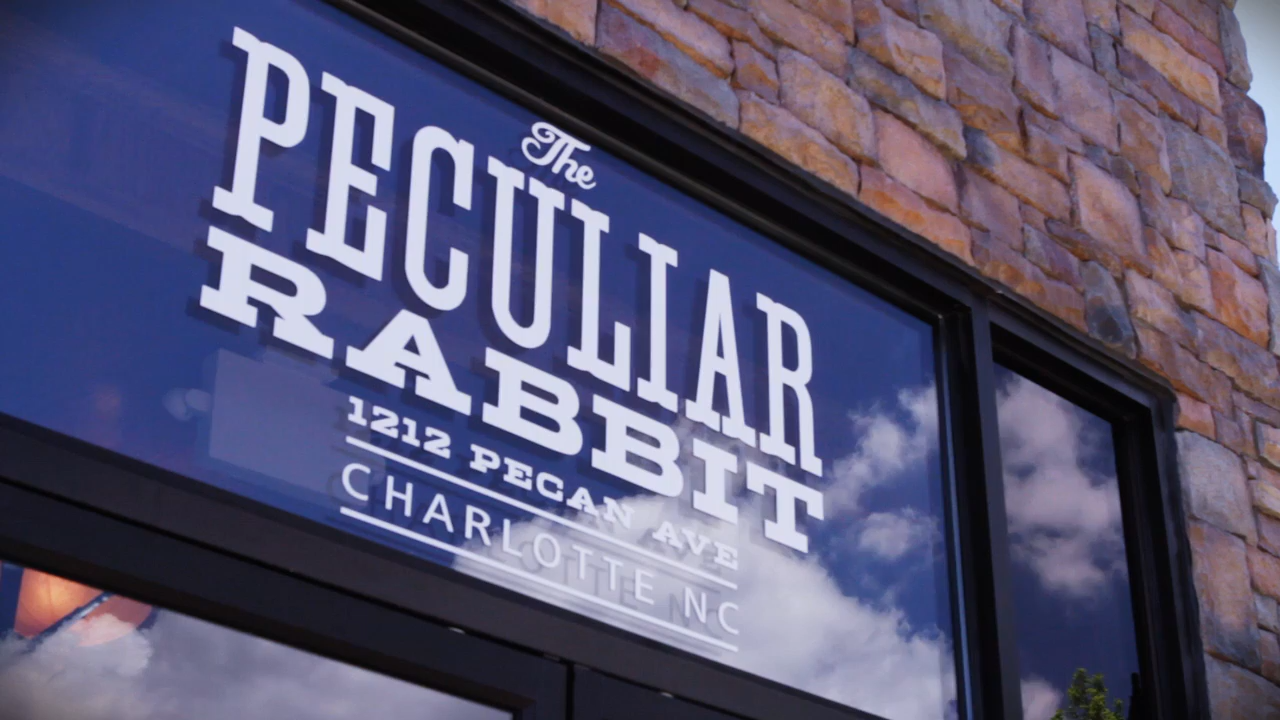 The
PECULIAR
RABBIT
1212 PECAN AVE
CHARLOTTE NC